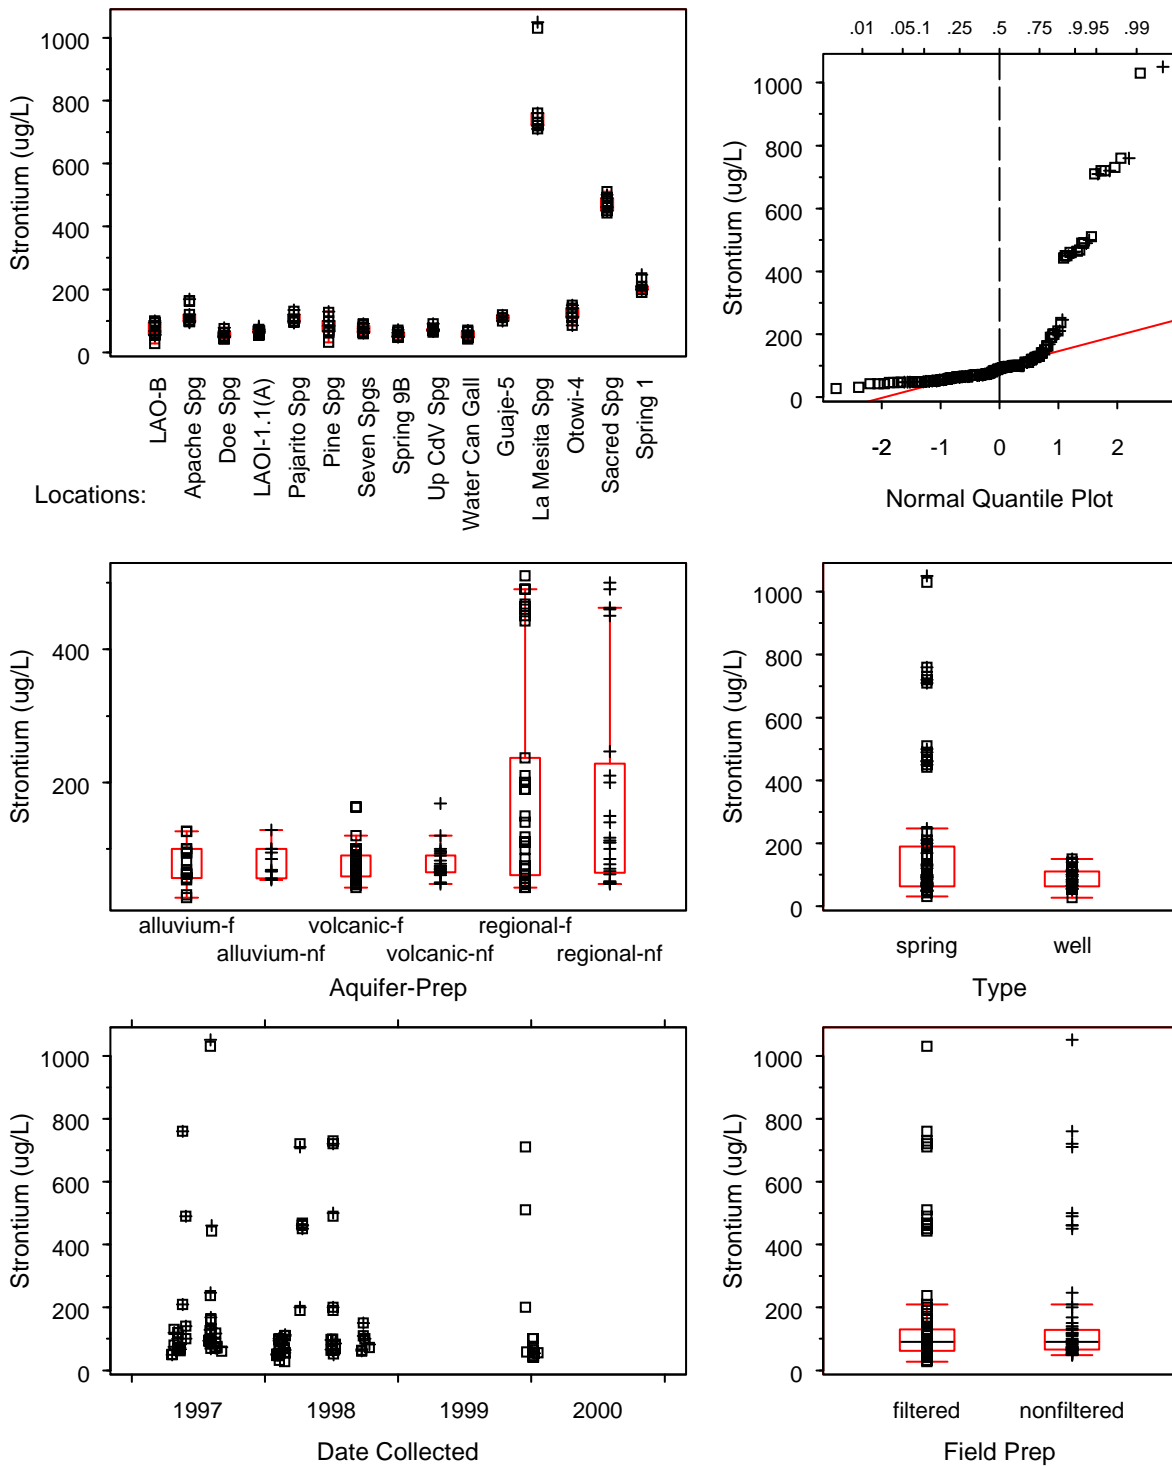 Strontium (ug/L)
1000
800
600
400
200
0
LAO-B
Apache Spg
Doe Spg
LAOI-1.1(A)
Pajarito Spg
Pine Spg
Seven Spgs
Spring 9B
Up CdV Spg
Water Can Gall
Guaje-5
La Mesita Spg
Otowi-4
Sacred Spg
Spring 1
Locations:
.01 .05 .1 .25 .5 .75 .9 .95 .99
Strontium (ug/L)
1000
800
600
400
200
0
-2 -1 0 1 2
Normal Quantile Plot
Strontium (ug/L)
400
200
alluvium-f volcanic-f regional-f
alluvium-nf volcanic-nf regional-nf
Aquifer-Prep
Strontium (ug/L)
1000
800
600
400
200
0
spring well
Type
Strontium (ug/L)
1000
800
600
400
200
0
1997 1998 1999 2000
Date Collected
Strontium (ug/L)
1000
800
600
400
200
0
filtered nonfiltered
Field Prep